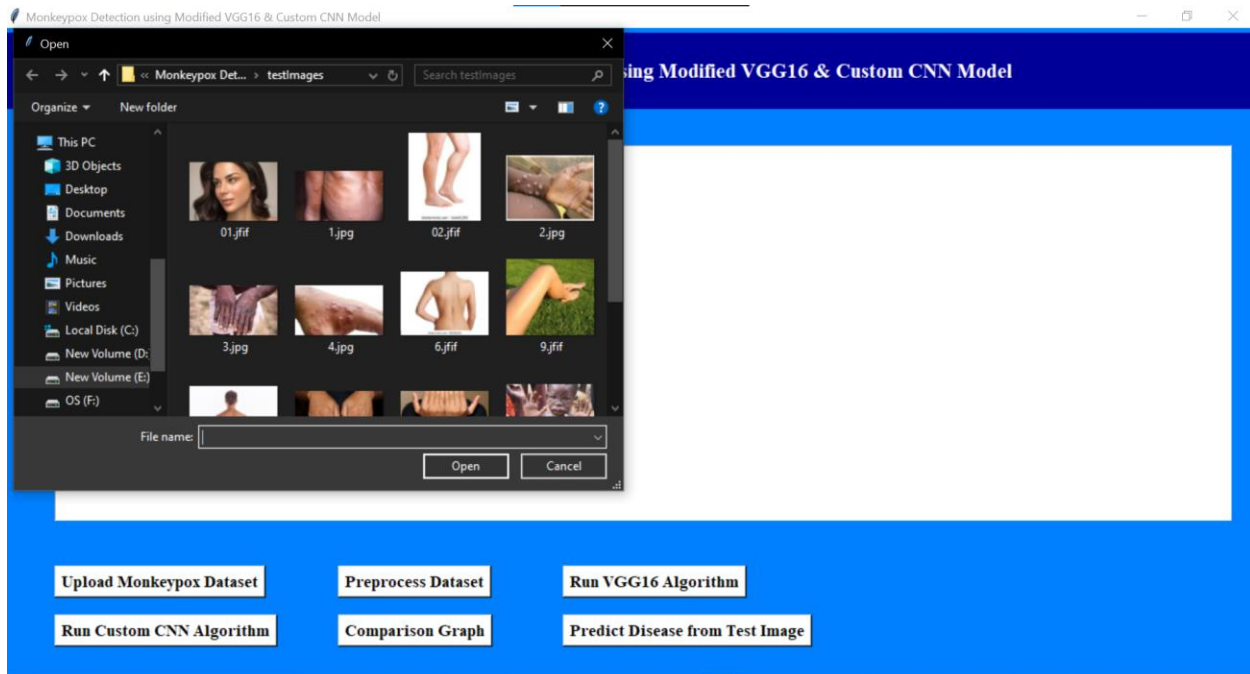 Monkeypox Detection using Modified VGG16 & Custom CNN Model
Open
sing Modified VGG16 & Custom CNN Model
« Monkeypox Det... › testImages
Search testImages
Organize
New folder
This PC
3D Objects
Desktop
Documents
Downloads
Music
Pictures
Videos
Local Disk (C:)
New Volume (D:
New Volume (E:)
OS (F:)
01.jfif
1.jpg
02.jfif
2.jpg
3.jpg
4.jpg
6.jfif
9.jfif
File name:
Open
Cancel
Upload Monkeypox Dataset
Preprocess Dataset
Run VGG16 Algorithm
Run Custom CNN Algorithm
Comparison Graph
Predict Disease from Test Image